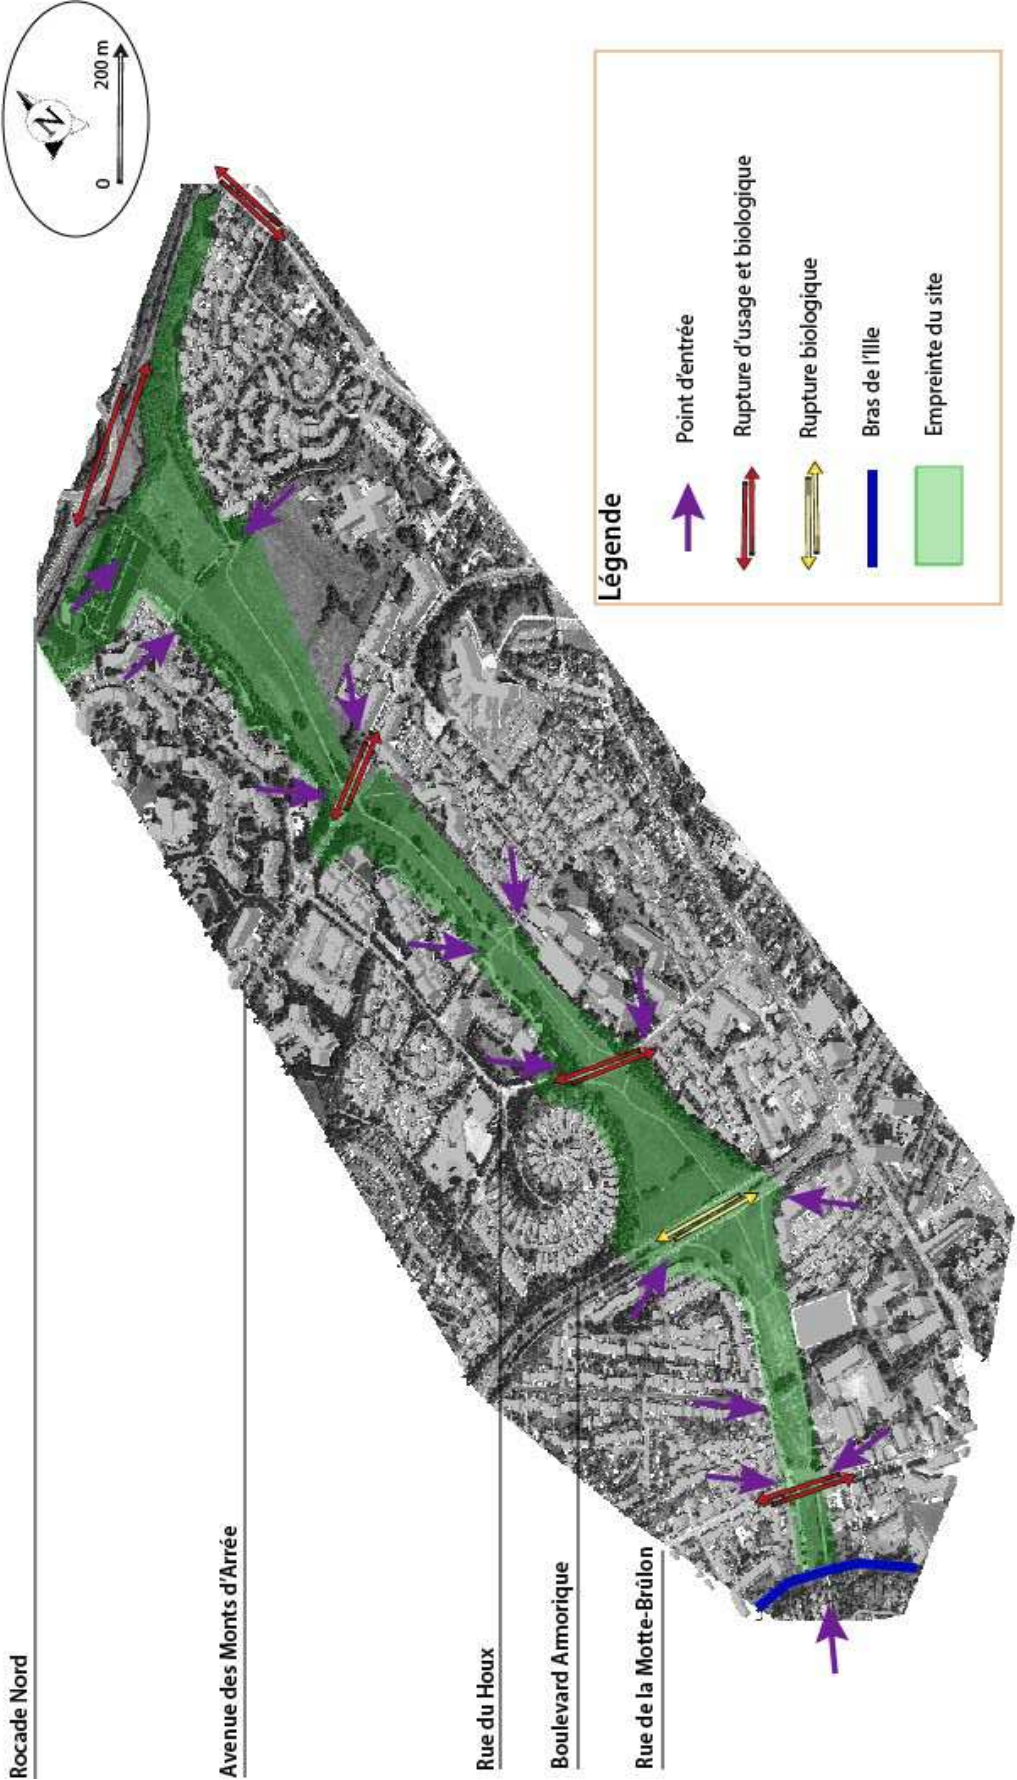 Rocade Nord
Avenue des Monts d'Arrée
Rue du Houx
Boulevard Armorique
Rue de la Motte-Brûlon
N
0 200 m
Légende
Point d'entrée
Rupture d'usage et biologique
Rupture biologique
Bras de l'Ille
Empreinte du site